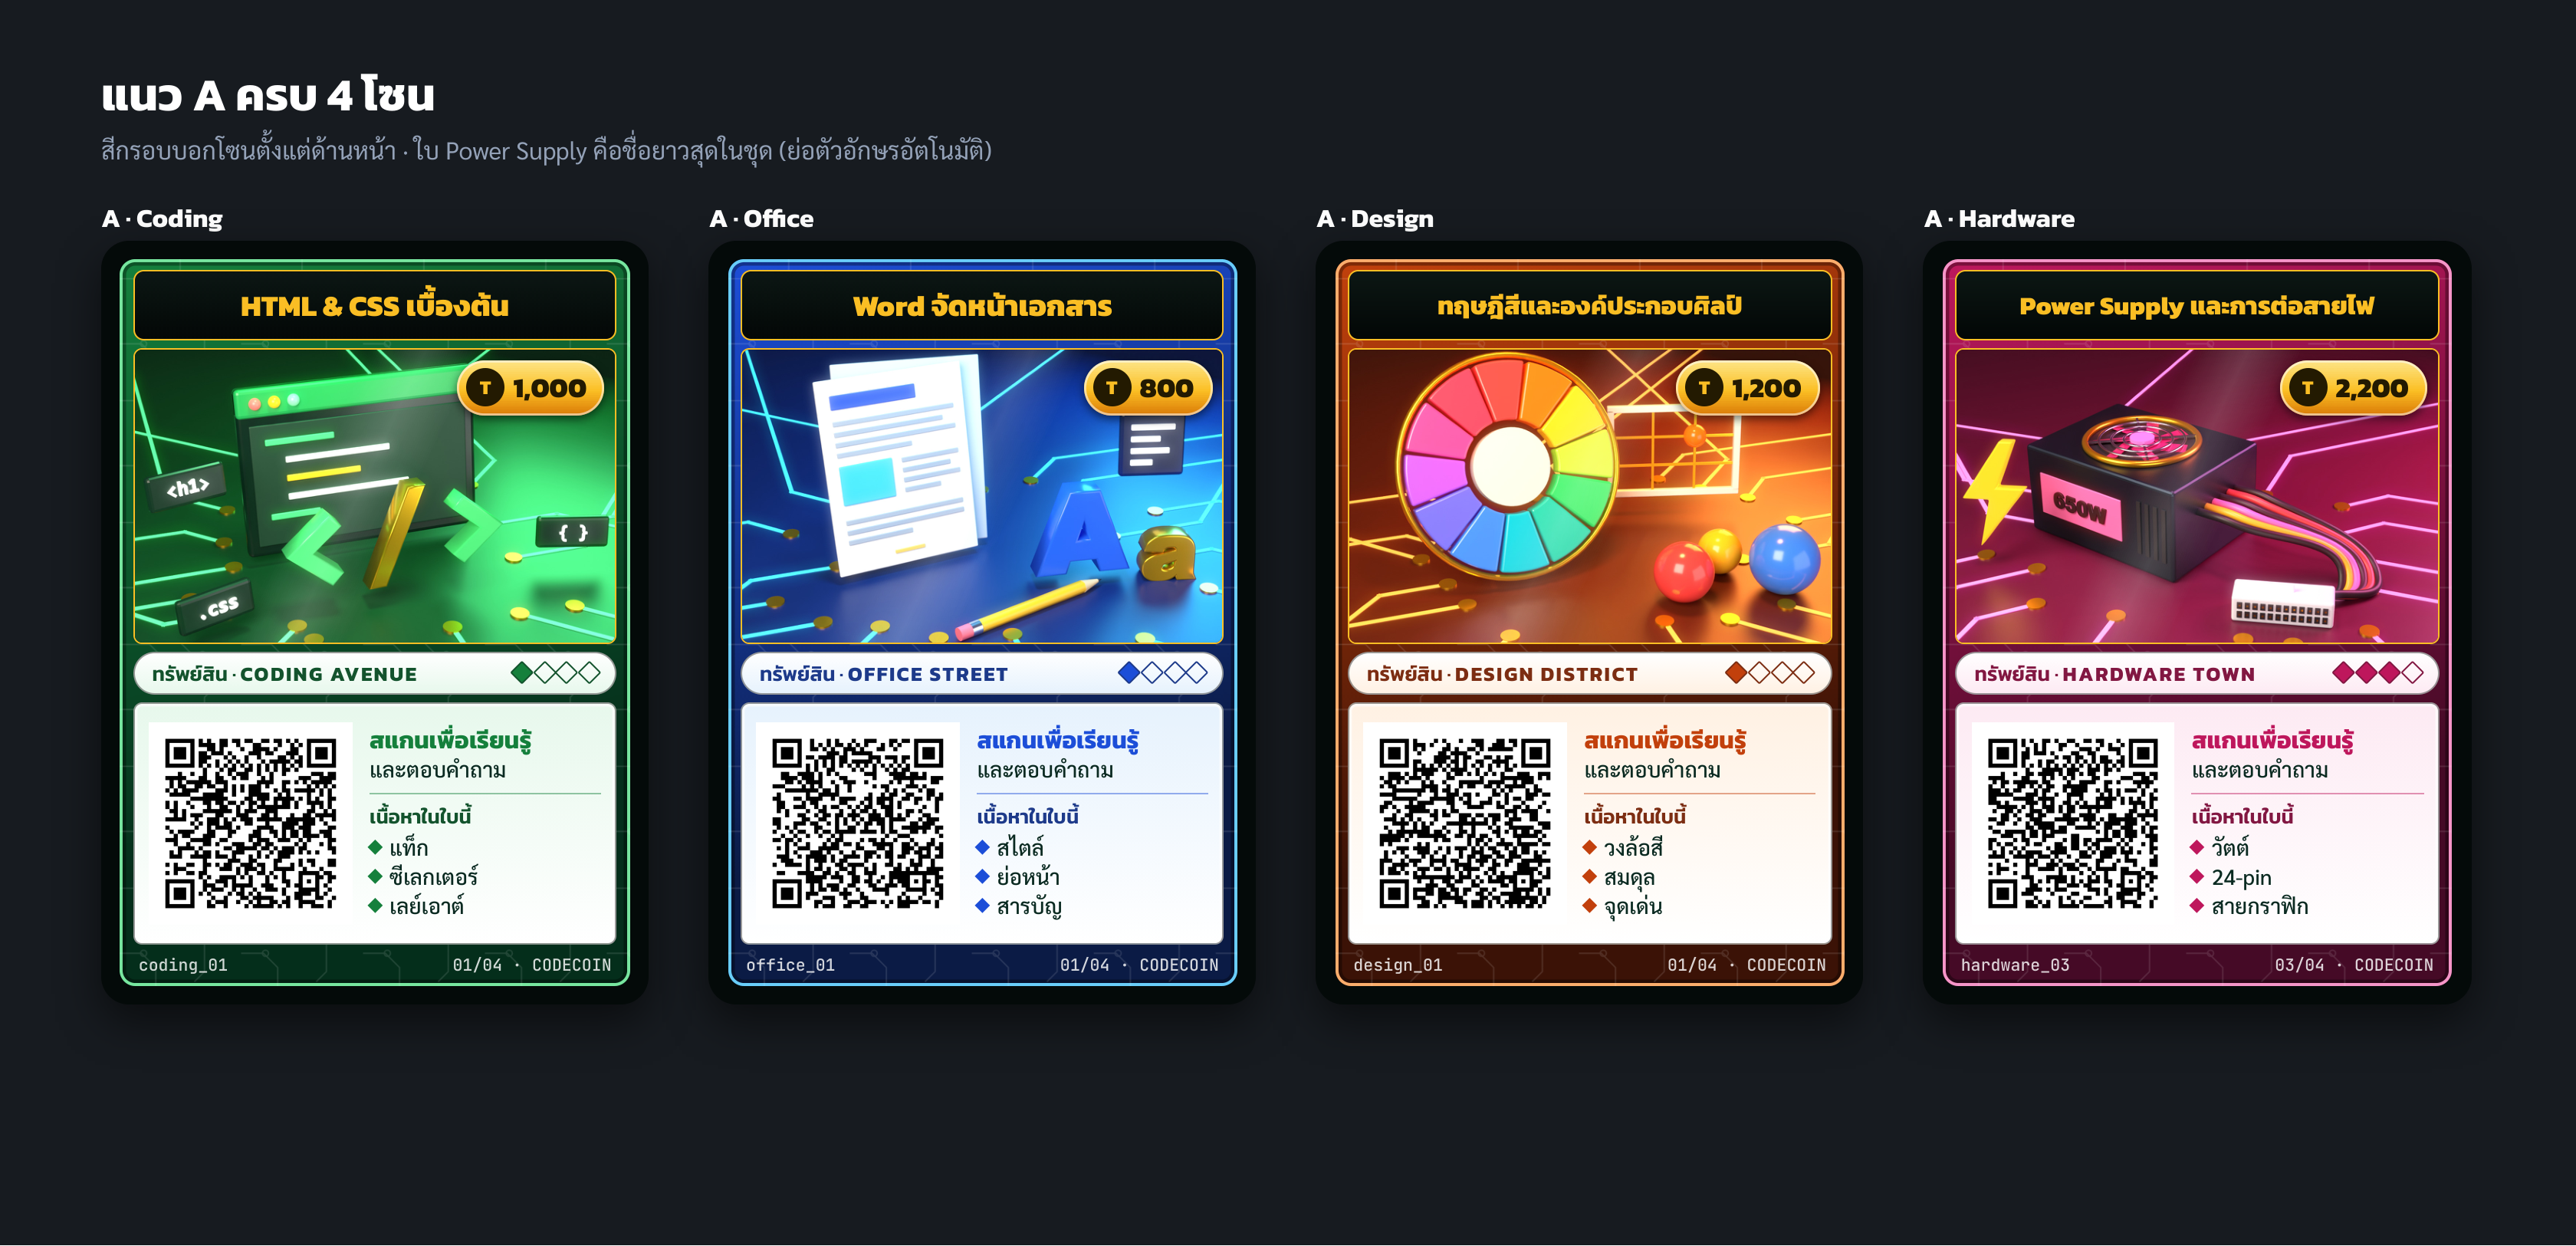 แนว A ครบ 4 โซน
สีกรอบบอกโซนตั้งแต่ด้านหน้า · ใบ Power Supply คือชื่อยาวสุดในชุด (ย่อตัวอักษรอัตโนมัติ)
A · Coding
HTML & CSS เบื้องต้น
T 1,000
<h1>
{ }
.css
ทรัพย์สิน · CODING AVENUE
สแกนเพื่อเรียนรู้
และตอบคำถาม
เนื้อหาในใบนี้
แท็ก
ซีเลกเตอร์
เลย์เอาต์
coding_01
01/04 · CODECOIN
A · Office
Word จัดหน้าเอกสาร
T 800
A a
ทรัพย์สิน · OFFICE STREET
สแกนเพื่อเรียนรู้
และตอบคำถาม
เนื้อหาในใบนี้
สไตล์
ย่อหน้า
สารบัญ
office_01
01/04 · CODECOIN
A · Design
ทฤษฎีสีและองค์ประกอบศิลป์
T 1,200
ทรัพย์สิน · DESIGN DISTRICT
สแกนเพื่อเรียนรู้
และตอบคำถาม
เนื้อหาในใบนี้
วงล้อสี
สมดุล
จุดเด่น
design_01
01/04 · CODECOIN
A · Hardware
Power Supply และการต่อสายไฟ
T 2,200
650W
ทรัพย์สิน · HARDWARE TOWN
สแกนเพื่อเรียนรู้
และตอบคำถาม
เนื้อหาในใบนี้
วัตต์
24-pin
สายกราฟิก
hardware_03
03/04 · CODECOIN